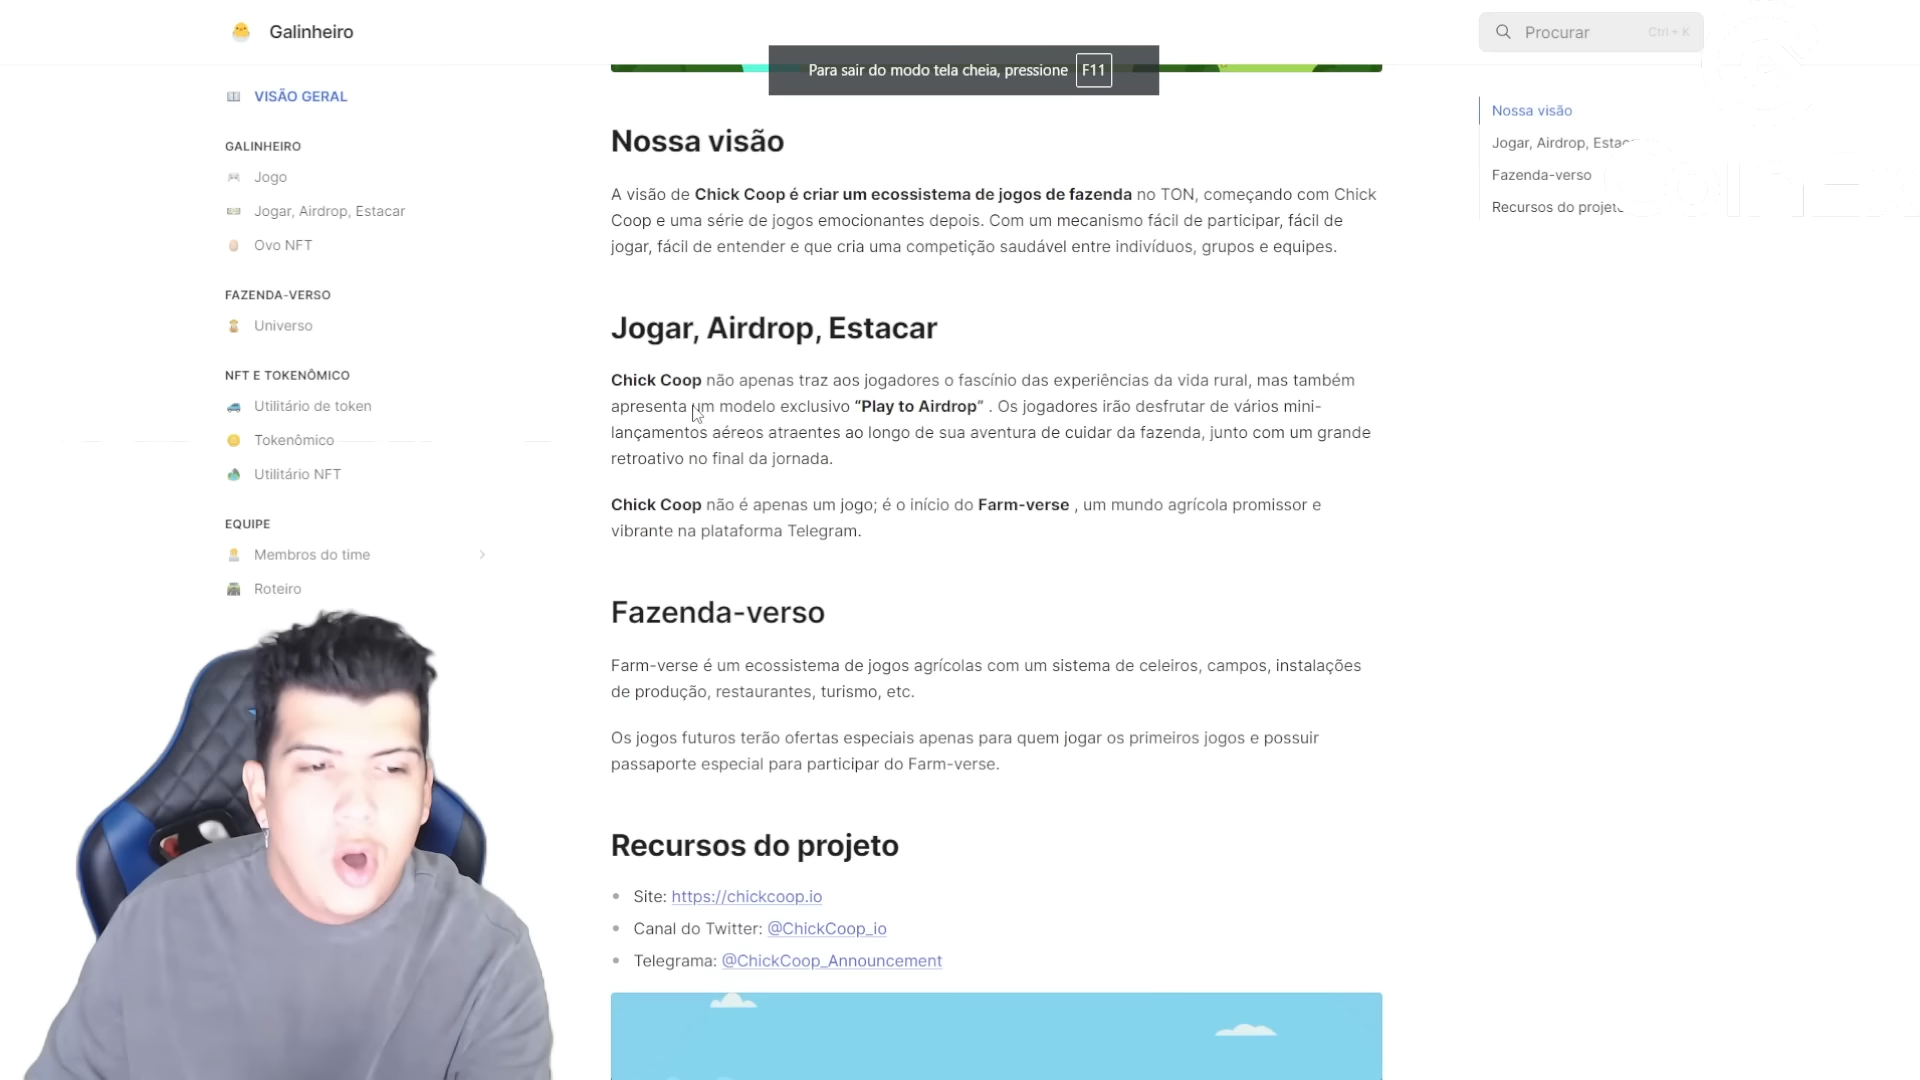 Galinheiro
Procurar
Ctrl + K
Para sair do modo tela cheia, pressione F11
VISÃO GERAL
GALINHEIRO
Jogo
Jogar, Airdrop, Estacar
Ovo NFT
FAZENDA-VERSO
Universo
NFT E TOKENÔMICO
Utilitário de token
Tokenômico
Utilitário NFT
EQUIPE
Membros do time
Roteiro
Nossa visão
A visão de Chick Coop é criar um ecossistema de jogos de fazenda no TON, começando com Chick
Coop e uma série de jogos emocionantes depois. Com um mecanismo fácil de participar, fácil de
jogar, fácil de entender e que cria uma competição saudável entre indivíduos, grupos e equipes.
Jogar, Airdrop, Estacar
Chick Coop não apenas traz aos jogadores o fascínio das experiências da vida rural, mas também
apresenta um modelo exclusivo “Play to Airdrop” . Os jogadores irão desfrutar de vários mini-
lançamentos aéreos atraentes ao longo de sua aventura de cuidar da fazenda, junto com um grande
retroativo no final da jornada.
Chick Coop não é apenas um jogo; é o início do Farm-verse , um mundo agrícola promissor e
vibrante na plataforma Telegram.
Fazenda-verso
Farm-verse é um ecossistema de jogos agrícolas com um sistema de celeiros, campos, instalações
de produção, restaurantes, turismo, etc.
Os jogos futuros terão ofertas especiais apenas para quem jogar os primeiros jogos e possuir
passaporte especial para participar do Farm-verse.
Recursos do projeto
Site: https://chickcoop.io
Canal do Twitter: @ChickCoop_io
Telegrama: @ChickCoop_Announcement
Nossa visão
Jogar, Airdrop, Estac
Fazenda-verso
Recursos do projeto